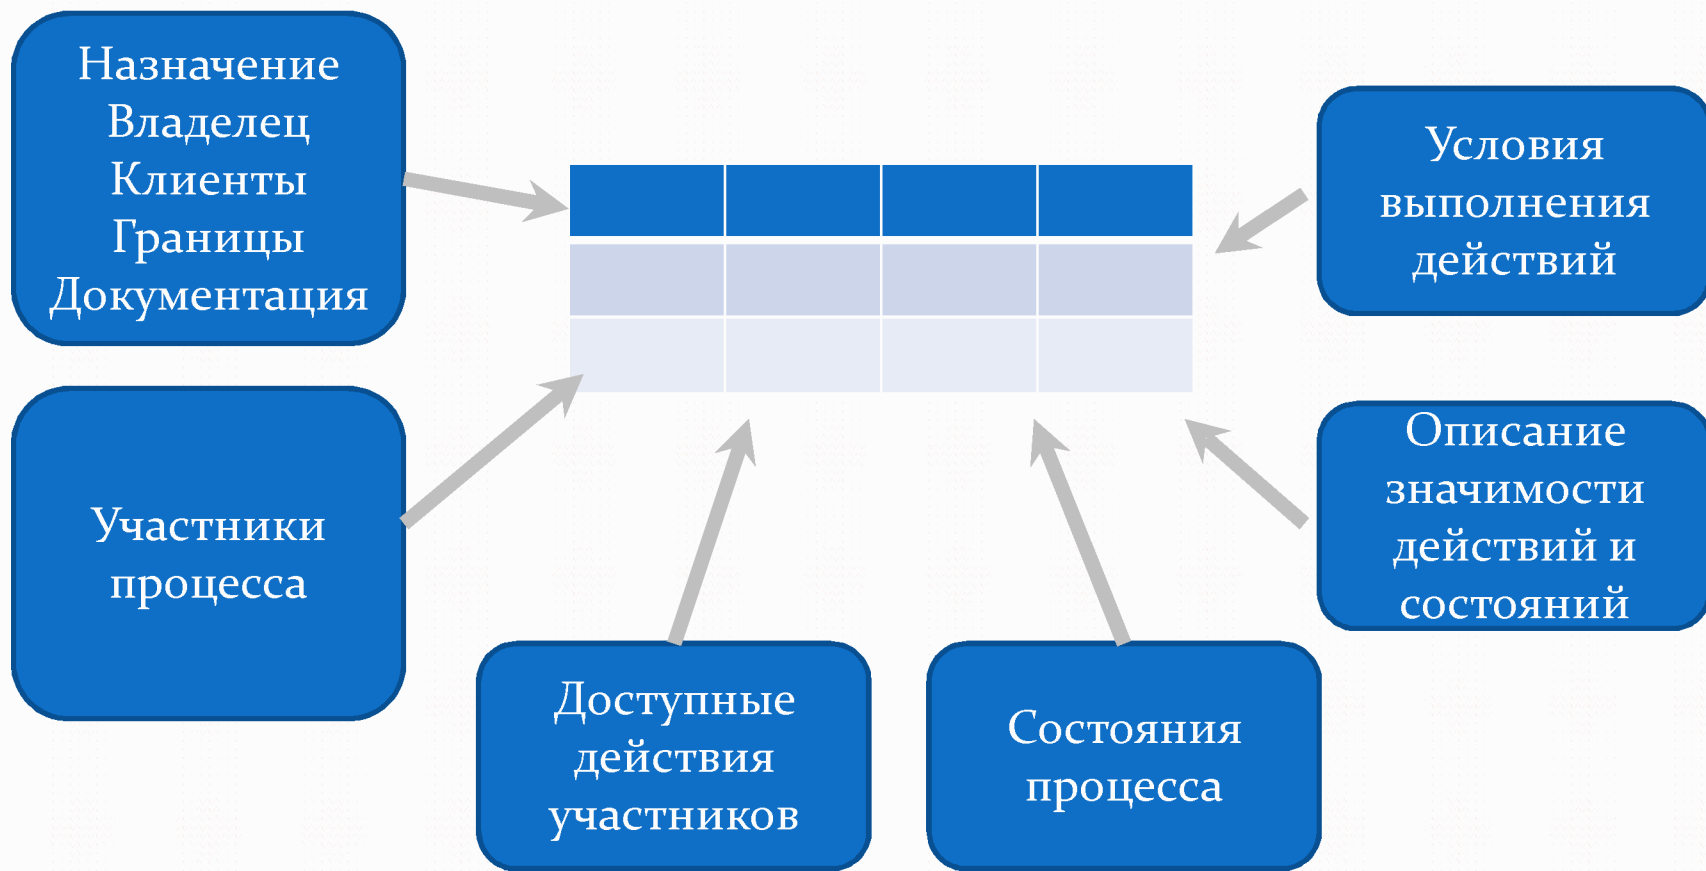 Назначение
Владелец
Клиенты
Границы
Документация
Условия
выполнения
действий
Участники
процесса
Описание
значимости
действий и
состояний
Доступные
действия
участников
Состояния
процесса